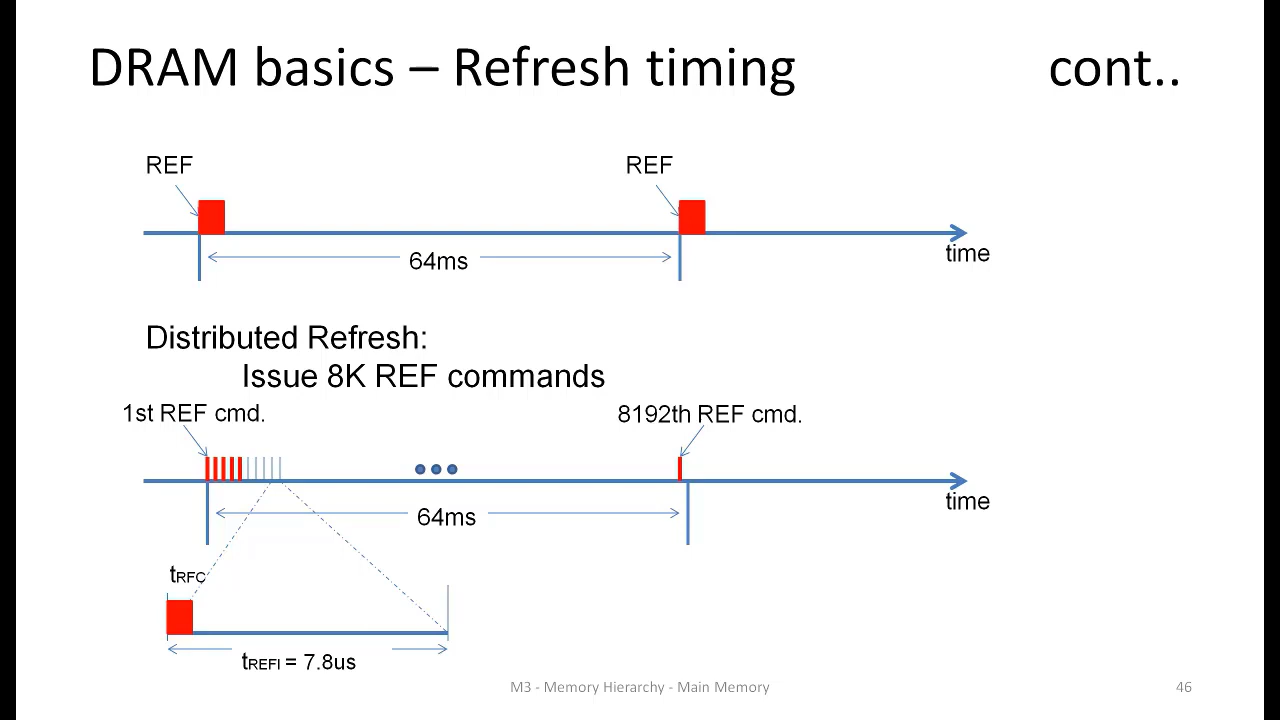 DRAM basics – Refresh timing cont..
REF REF
64ms
time
Distributed Refresh:
Issue 8K REF commands
1st REF cmd. 8192th REF cmd.
64ms
time
tRFC
tREFI = 7.8us
M3 - Memory Hierarchy - Main Memory 46